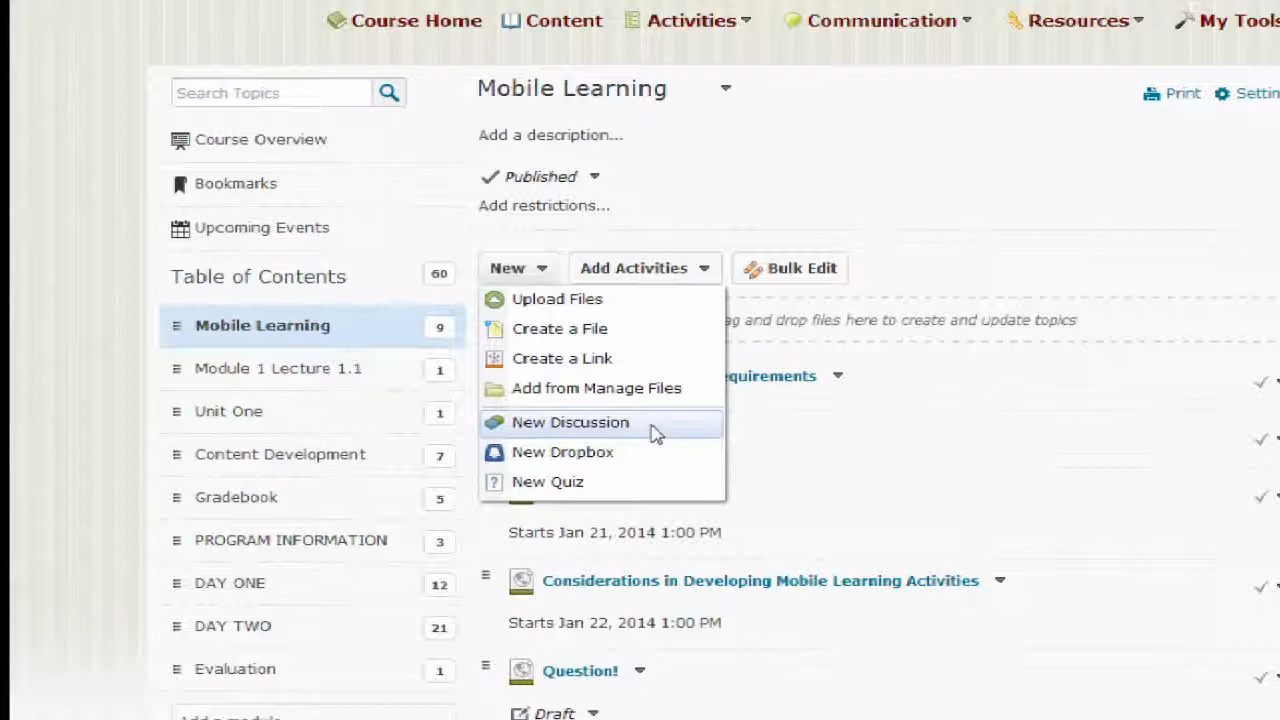 Course Home Content Activities Communication Resources My Tools
Search Topics
Course Overview
Bookmarks
Upcoming Events
Table of Contents 60
Mobile Learning 9
Module 1 Lecture 1.1 1
Unit One 1
Content Development 7
Gradebook 5
PROGRAM INFORMATION 3
DAY ONE 12
DAY TWO 21
Evaluation 1
Add a module
Mobile Learning
Print Settin
Add a description...
Published
Add restrictions...
New Add Activities Bulk Edit
Upload Files
Create a File
Create a Link
Add from Manage Files
New Discussion
New Dropbox
New Quiz
ag and drop files here to create and update topics
quirements
Starts Jan 21, 2014 1:00 PM
Considerations in Developing Mobile Learning Activities
Starts Jan 22, 2014 1:00 PM
Question!
Draft